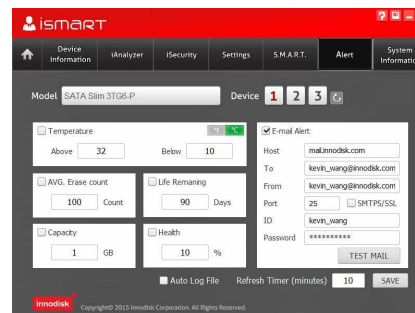 ismart
Device Information
iAnalyzer
iSecurity
Settings
S.M.A.R.T.
Alert
System Informatic
Model SATA Slim 3TG6-P Device 1 2 3
Temperature °F °C
Above 32 Below 10
AVG. Erase count
100 Count
Life Remaning
90 Days
Capacity
1 GB
Health
10 %
E-mail Alert
Host mail.innodisk.com
To kevin_wang@innodisk.com
From kevin_wang@innodisk.com
Port 25 SMTPS/SSL
ID kevin_wang
Password **********
TEST MAIL
Auto Log File Refresh Timer (minutes) 10 SAVE
innodisk Copyright© 2015 Innodisk Corporation. All Rights Reserved.